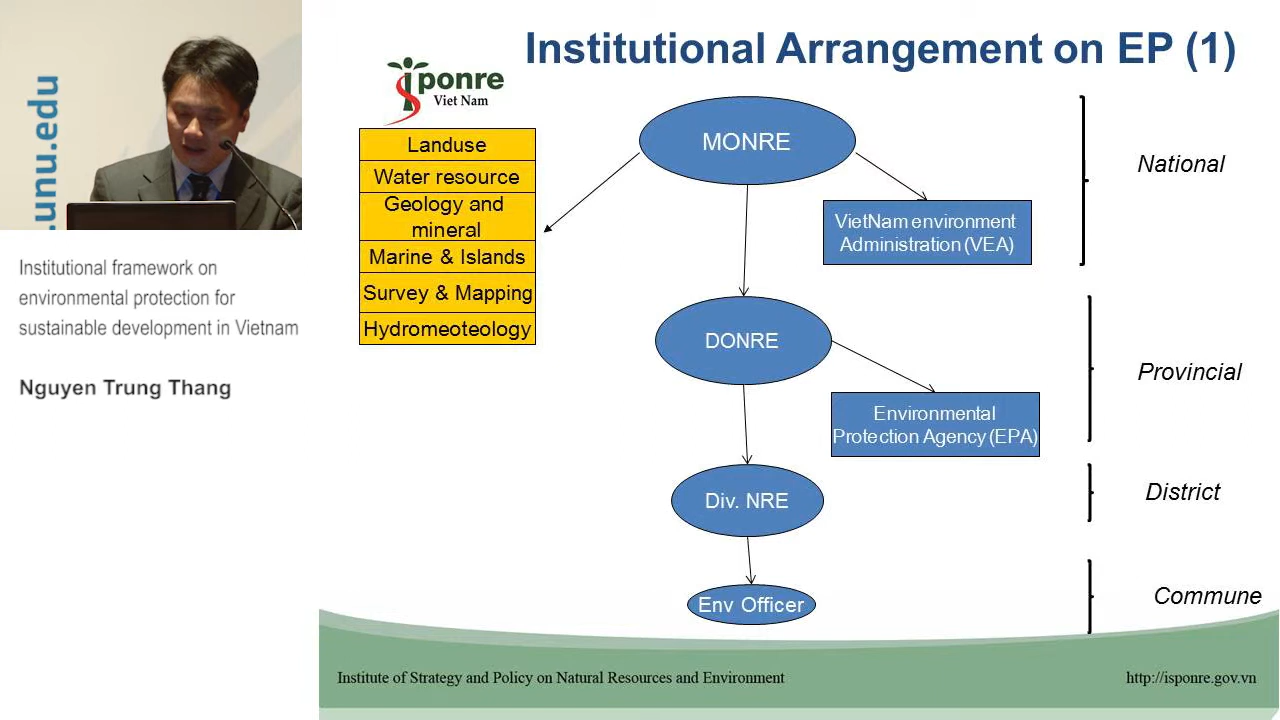 .unu.edu
Institutional framework on
environmental protection for
sustainable development in Vietnam
Nguyen Trung Thang
Institutional Arrangement on EP (1)
isponre
Viet Nam
Landuse
Water resource
Geology and
mineral
Marine & Islands
Survey & Mapping
Hydromeoteology
MONRE
VietNam environment
Administration (VEA)
National
DONRE
Environmental
Protection Agency (EPA)
Provincial
Div. NRE
District
Env Officer
Commune
Institute of Strategy and Policy on Natural Resources and Environment
http://isponre.gov.vn